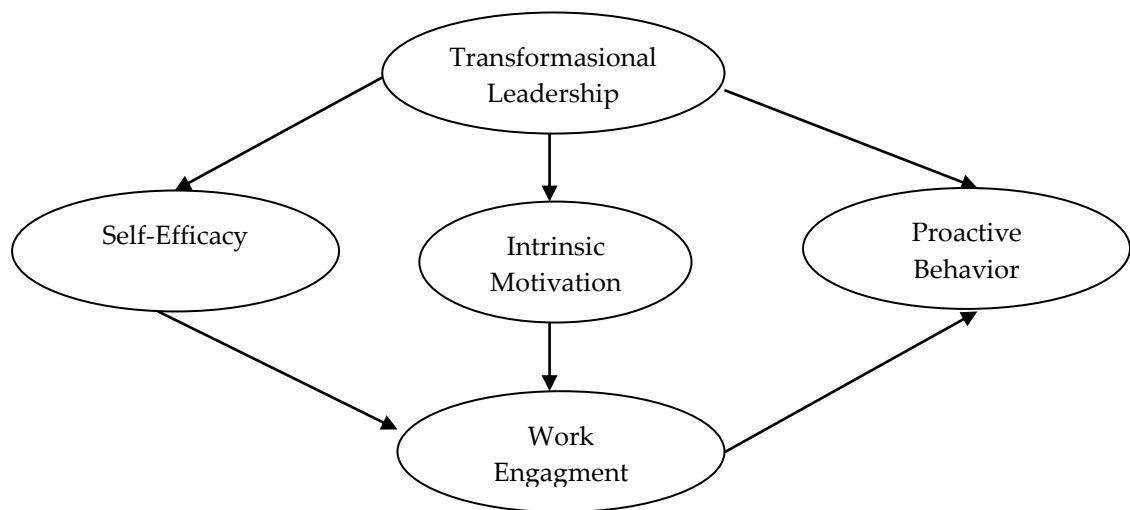 Transformasional
Leadership
Self-Efficacy
Intrinsic
Motivation
Proactive
Behavior
Work
Engagment